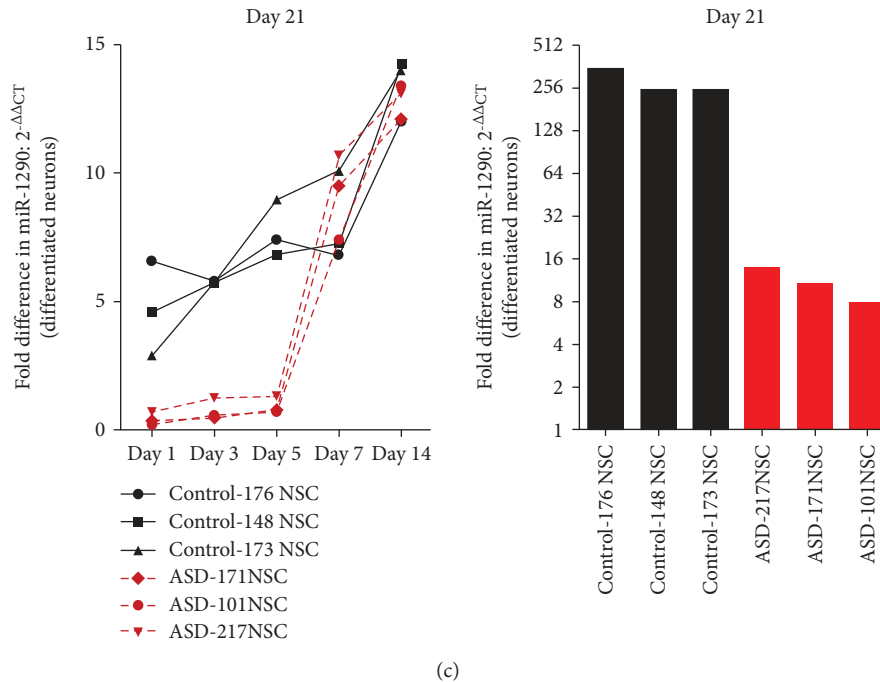 Day 21
Fold difference in miR-1290: 2-ΔΔCT
(differentiated neurons)
15
10
5
0
Day 1 Day 3 Day 5 Day 7 Day 14
Control-176 NSC
Control-148 NSC
Control-173 NSC
ASD-171NSC
ASD-101NSC
ASD-217NSC
Day 21
Fold difference in miR-1290: 2-ΔΔCT
(differentiated neurons)
512
256
128
64
32
16
8
4
2
1
Control-176 NSC
Control-148 NSC
Control-173 NSC
ASD-217NSC
ASD-171NSC
ASD-101NSC
(c)